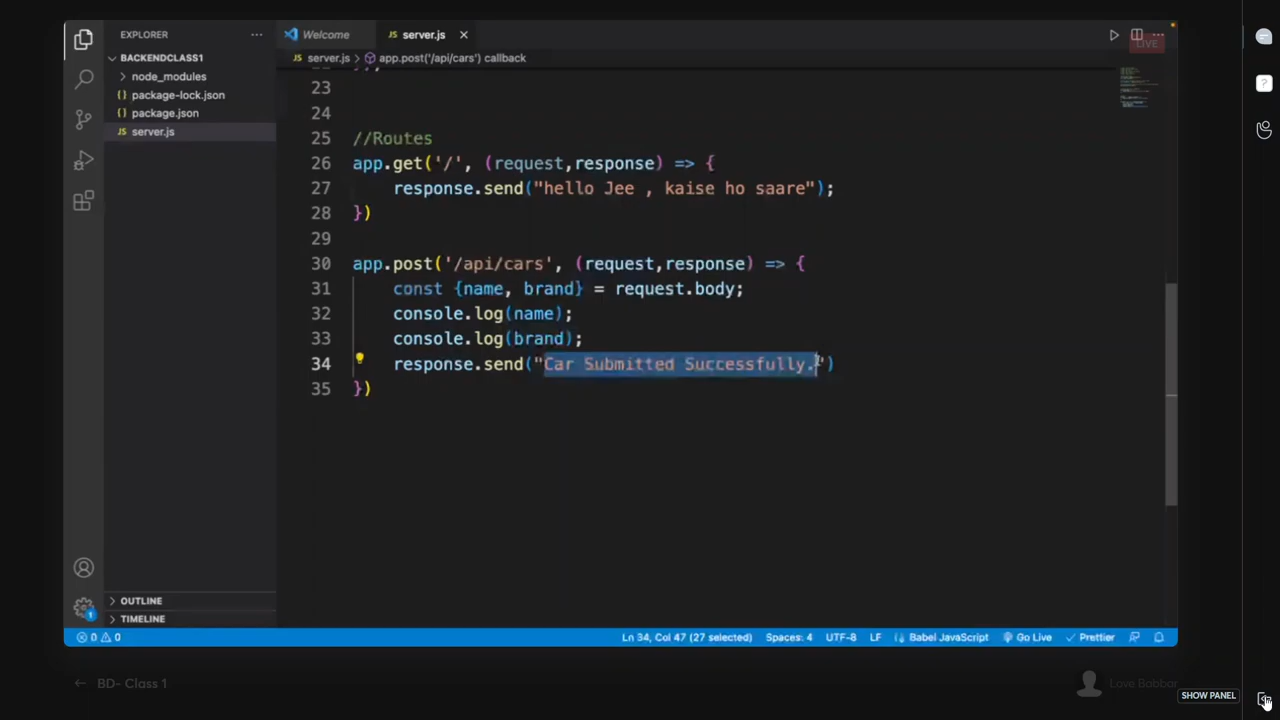 EXPLORER
Welcome
server.js
LIVE
BACKENDCLASS1
server.js > app.post('/api/cars') callback
node_modules
package-lock.json
package.json
server.js
23
24
25 //Routes
26 app.get('/', (request,response) => {
27 response.send("hello Jee , kaise ho saare");
28 })
29
30 app.post('/api/cars', (request,response) => {
31 const {name, brand} = request.body;
32 console.log(name);
33 console.log(brand);
34 response.send("Car Submitted Successfully.")
35 })
OUTLINE
TIMELINE
1
0 0
Ln 34, Col 47 (27 selected)
Spaces: 4
UTF-8
LF
Babel JavaScript
Go Live
Prettier
BD- Class 1
Love Babbar
SHOW PANEL